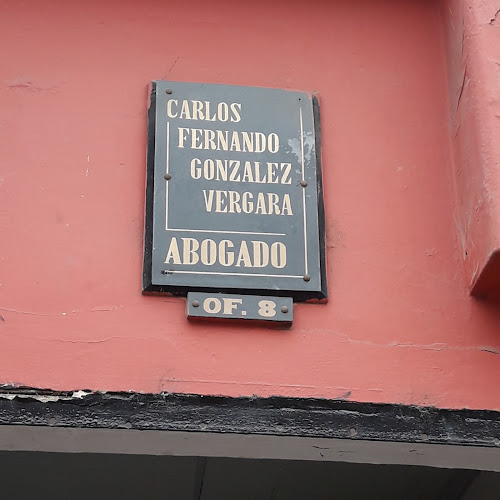 CARLOS
FERNANDO
GONZALEZ
VERGARA
ABOGADO
OF. 8